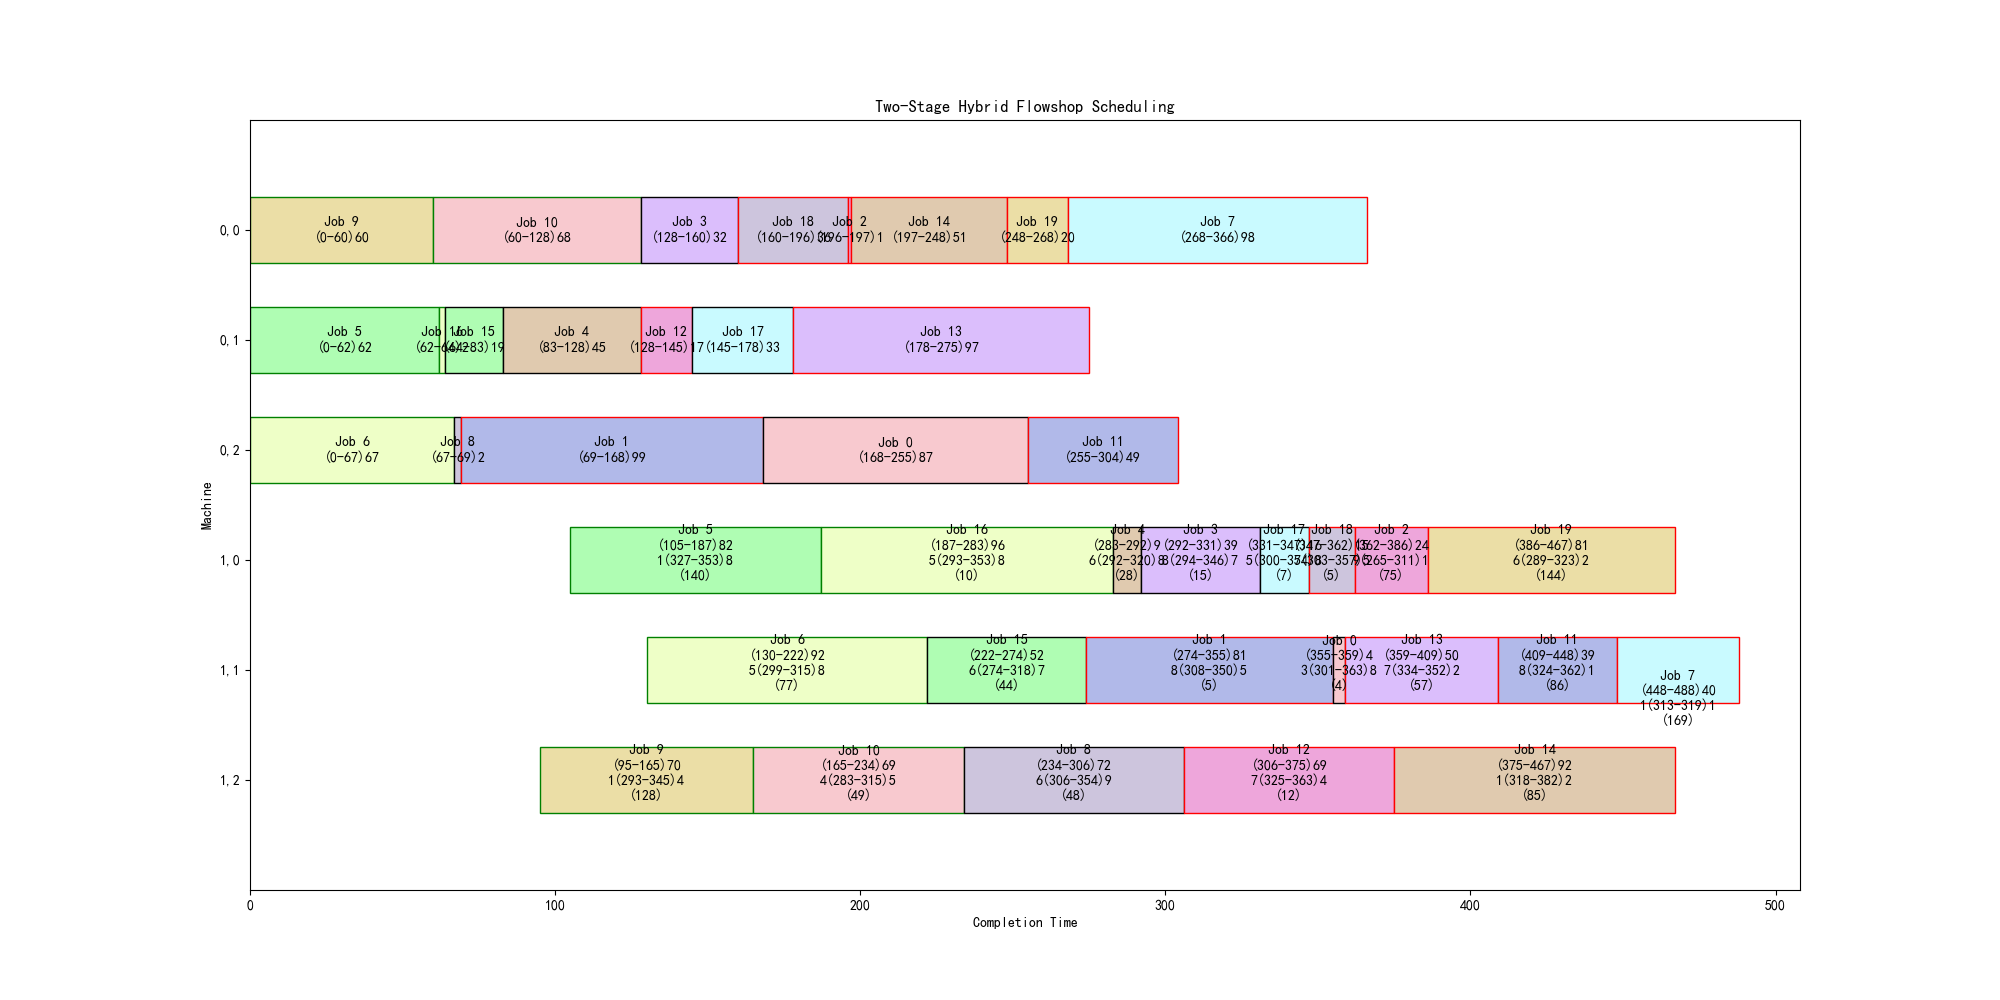 Two-Stage Hybrid Flowshop Scheduling
0,0
Job 9
(0-60)60
Job 10
(60-128)68
Job 3
(128-160)32
Job 18
(160-196)36
Job 2
(196-197)1
Job 14
(197-248)51
Job 19
(248-268)20
Job 7
(268-366)98
0,1
Job 5
(0-62)62
Job 16
(62-64)2
Job 15
(64-83)19
Job 4
(83-128)45
Job 12
(128-145)17
Job 17
(145-178)33
Job 13
(178-275)97
0,2
Job 6
(0-67)67
Job 8
(67-69)2
Job 1
(69-168)99
Job 0
(168-255)87
Job 11
(255-304)49
1,0
Job 5
(105-187)82
1(327-353)8
(140)
Job 16
(187-283)96
5(293-353)8
(10)
Job 4
(283-292)9
6(292-320)8
(28)
Job 3
(292-331)39
8(294-346)7
(15)
Job 17
(331-347)16
(7)
Job 18
(347-362)15
(5)
Job 2
(362-386)24
(75)
Job 19
(386-467)81
6(289-323)2
(144)
1,1
Job 6
(130-222)92
5(299-315)8
(77)
Job 15
(222-274)52
6(274-318)7
(44)
Job 1
(274-355)81
8(308-350)5
(5)
Job 0
(355-359)4
3(301-363)8
(4)
Job 13
(359-409)50
7(334-352)2
(57)
Job 11
(409-448)39
8(324-362)1
(86)
Job 7
(448-488)40
1(313-319)1
(169)
1,2
Job 9
(95-165)70
1(293-345)4
(128)
Job 10
(165-234)69
4(283-315)5
(49)
Job 8
(234-306)72
6(306-354)9
(48)
Job 12
(306-375)69
7(325-363)4
(12)
Job 14
(375-467)92
1(318-382)2
(85)
Machine
0
100
200
300
400
500
Completion Time